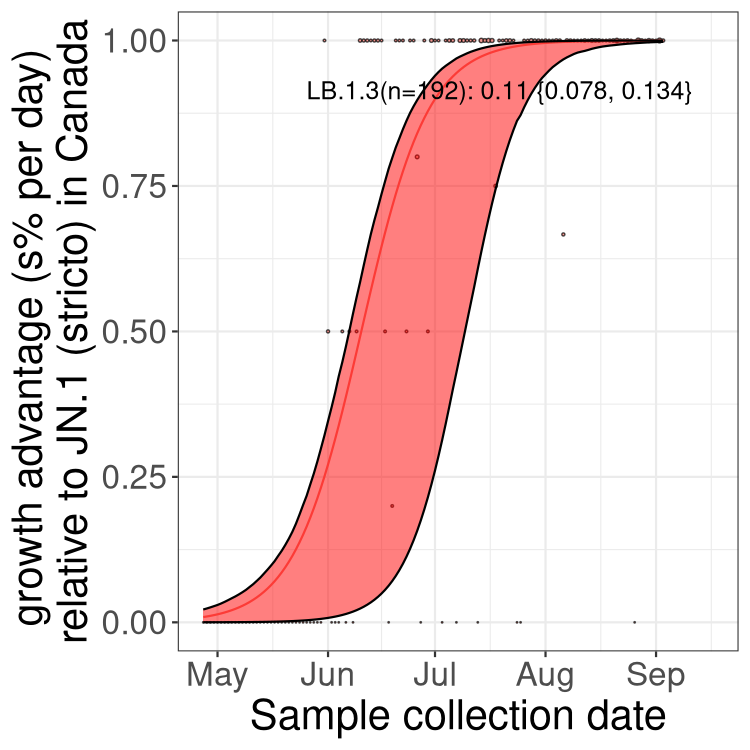 growth advantage (s% per day)
relative to JN.1 (stricto) in Canada
1.00
0.75
0.50
0.25
0.00
LB.1.3(n=192): 0.11 {0.078, 0.134}
May Jun Jul Aug Sep
Sample collection date